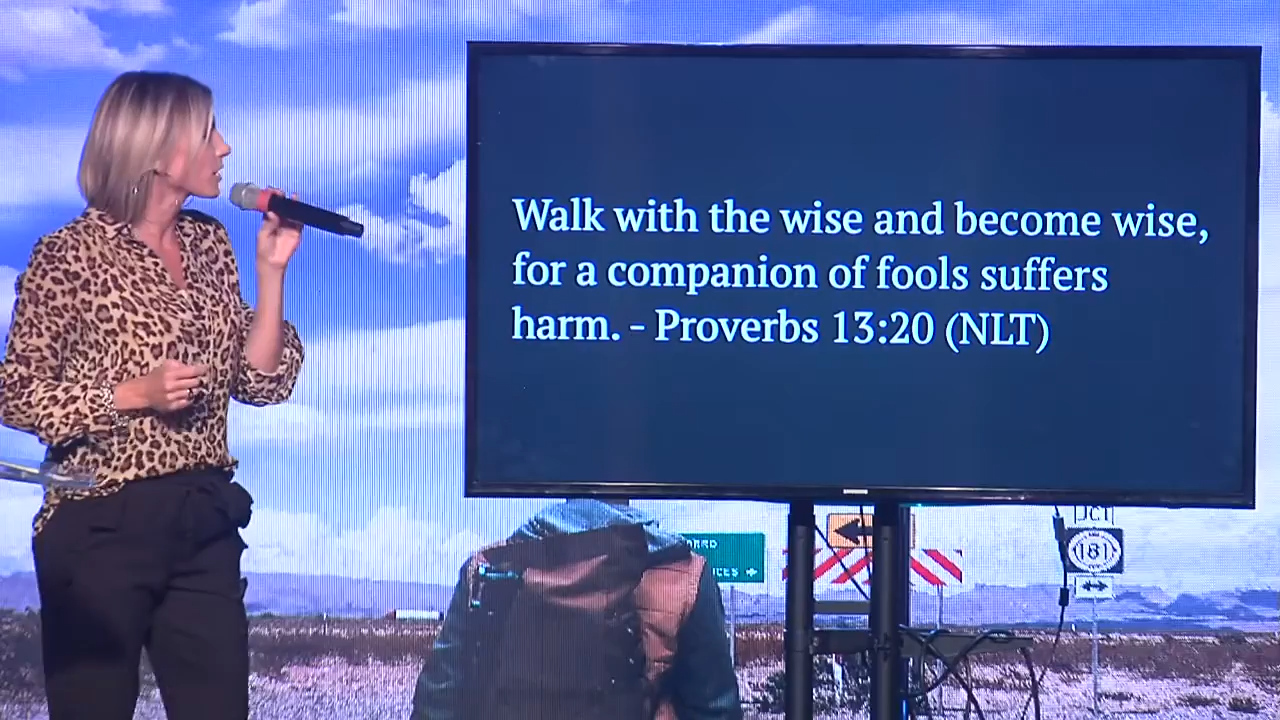 Walk with the wise and become wise,
for a companion of fools suffers
harm. - Proverbs 13:20 (NLT)
JCT
181